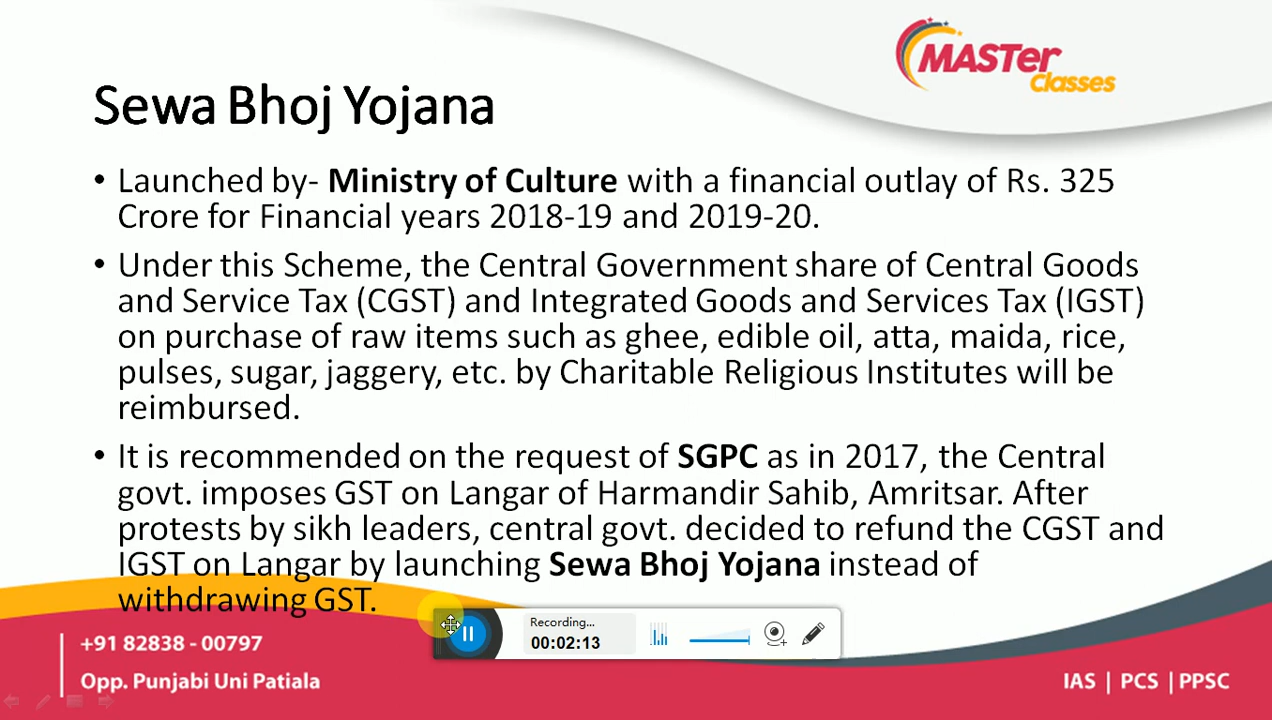 MASTer
Classes
Sewa Bhoj Yojana
• Launched by- Ministry of Culture with a financial outlay of Rs. 325
Crore for Financial years 2018-19 and 2019-20.
• Under this Scheme, the Central Government share of Central Goods
and Service Tax (CGST) and Integrated Goods and Services Tax (IGST)
on purchase of raw items such as ghee, edible oil, atta, maida, rice,
pulses, sugar, jaggery, etc. by Charitable Religious Institutes will be
reimbursed.
• It is recommended on the request of SGPC as in 2017, the Central
govt. imposes GST on Langar of Harmandir Sahib, Amritsar. After
protests by sikh leaders, central govt. decided to refund the CGST and
IGST on Langar by launching Sewa Bhoj Yojana instead of
withdrawing GST.
Recording...
00:02:13
+91 82838 - 00797
Opp. Punjabi Uni Patiala
IAS | PCS | PPSC